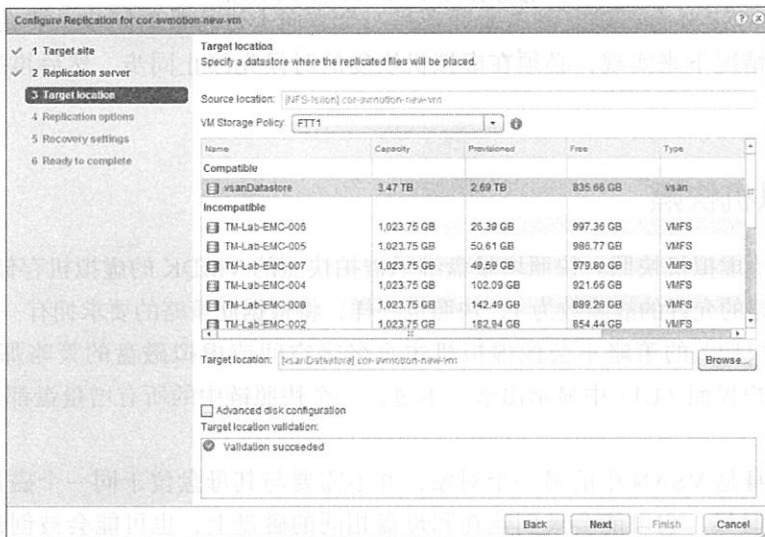 Configure Replication for cor-svmotion-new-vm
1 Target site
2 Replication server
3 Target location
4 Replication options
5 Recovery settings
6 Ready to complete
Target location
Specify a datastore where the replicated files will be placed.
Source location: [NFS-Isilon] cor-svmotion-new-vm
VM Storage Policy: FTT1
Name Capacity Provisioned Free Type
Compatible
vsanDatastore 3.47 TB 2.69 TB 835.66 GB vsan
Incompatible
TM-Lab-EMC-006 1,023.75 GB 26.39 GB 997.36 GB VMFS
TM-Lab-EMC-005 1,023.75 GB 50.61 GB 986.77 GB VMFS
TM-Lab-EMC-007 1,023.75 GB GB 979.80 GB VMFS
TM-Lab-EMC-004 1,023.75 GB 102.09 GB 921.66 GB VMFS
TM-Lab-EMC-008 1,023.75 GB 142.49 GB 889.26 GB VMFS
TM-Lab-EMC-002 1,023.75 GB 182.94 GB 854.44 GB VMFS
Target location: [vsanDatastore] cor-svmotion-new-vm
Browse...
Advanced disk configuration
Target location validation:
Validation succeeded
Back Next Finish Cancel